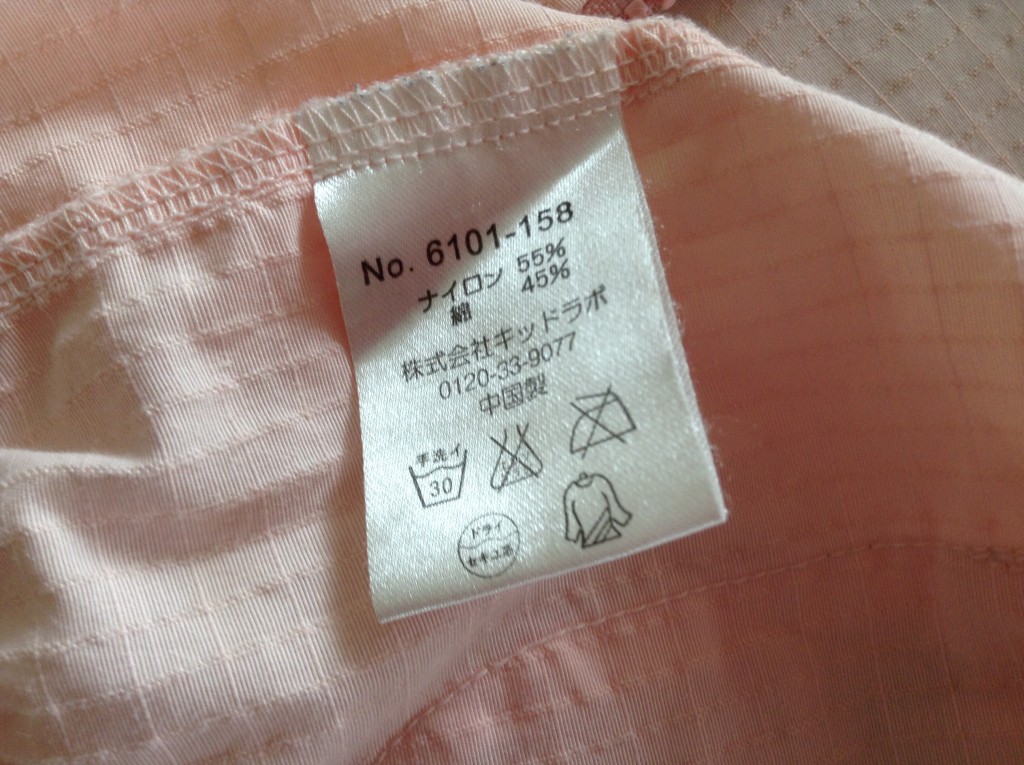 No. 6101-158
ナイロン 55%
綿 45%
株式会社キッドラボ
0120-33-9077
中国製
手洗イ
30
ドライ
セキユ系